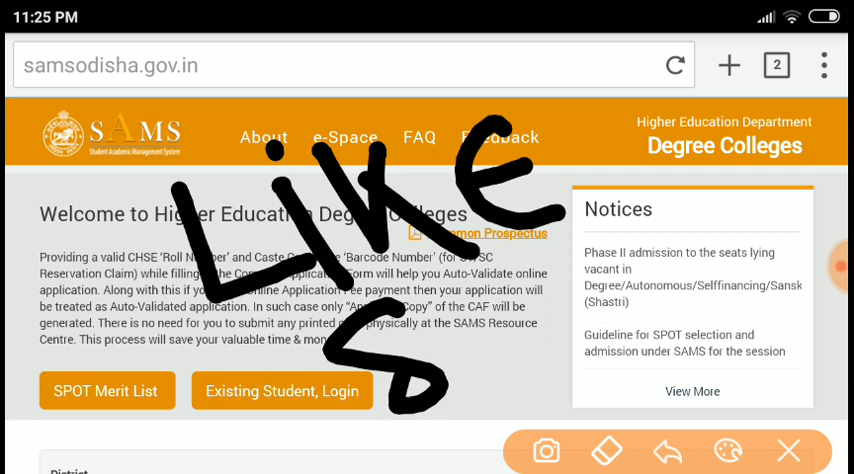 11:25 PM
samsodisha.gov.in
2
SAMS
Student Academic Management System
About e-Space FAQ Feedback
Higher Education Department
Degree Colleges
LiKE
S
Welcome to Higher Education Degree Colleges
Common Prospectus
Providing a valid CHSE 'Roll Number' and Caste 'Barcode Number' (for
Reservation Claim) while filling the Common Application Form will help you Auto-Validate online
application. Along with this if you Online Application Fee payment then your application will
be treated as Auto-Validated application. In such case only Copy" of the CAF will be
generated. There is no need for you to submit any printed physically at the SAMS Resource
Centre. This process will save your valuable time &
SPOT Merit List
Existing Student, Login
Notices
Phase II admission to the seats lying
vacant in
Degree/Autonomous/Selffinancing/Sansk
(Shastri)
Guideline for SPOT selection and
admission under SAMS for the session
View More
District